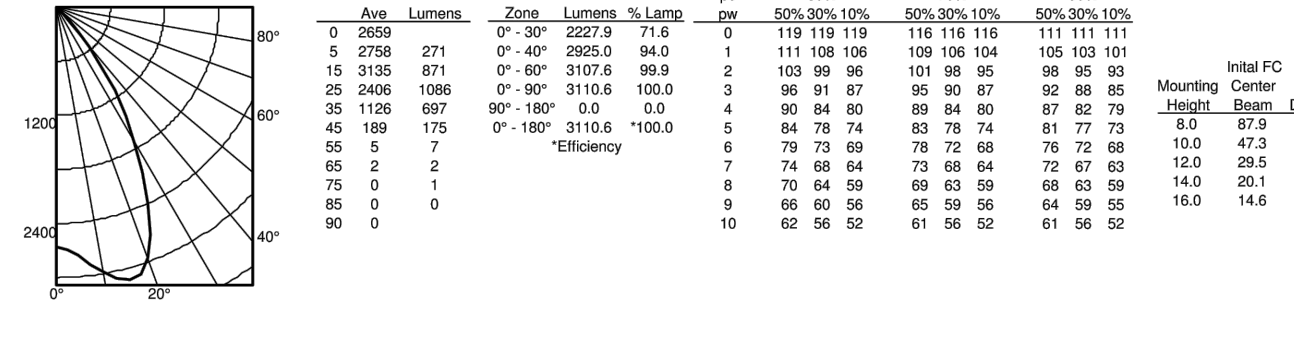 1200
2400
0° 20°
80°
60°
40°
Ave Lumens
0 2659
5 2758 271
15 3135 871
25 2406 1086
35 1126 697
45 189 175
55 5 7
65 2 2
75 0 1
85 0 0
90 0
Zone Lumens % Lamp
0° - 30° 2227.9 71.6
0° - 40° 2925.0 94.0
0° - 60° 3107.6 99.9
0° - 90° 3110.6 100.0
90° - 180° 0.0 0.0
0° - 180° 3110.6 *100.0
*Efficiency
pw 50% 30% 10% 50% 30% 10% 50% 30% 10%
0 119 119 119 116 116 116 111 111 111
1 111 108 106 109 106 104 105 103 101
2 103 99 96 101 98 95 98 95 93
3 96 91 87 95 90 87 92 88 85
4 90 84 80 89 84 80 87 82 79
5 84 78 74 83 78 74 81 77 73
6 79 73 69 78 72 68 76 72 68
7 74 68 64 73 68 64 72 67 63
8 70 64 59 69 63 59 68 63 59
9 66 60 56 65 59 56 64 59 55
10 62 56 52 61 56 52 61 56 52
Inital FC
Mounting Center
Height Beam
8.0 87.9
10.0 47.3
12.0 29.5
14.0 20.1
16.0 14.6